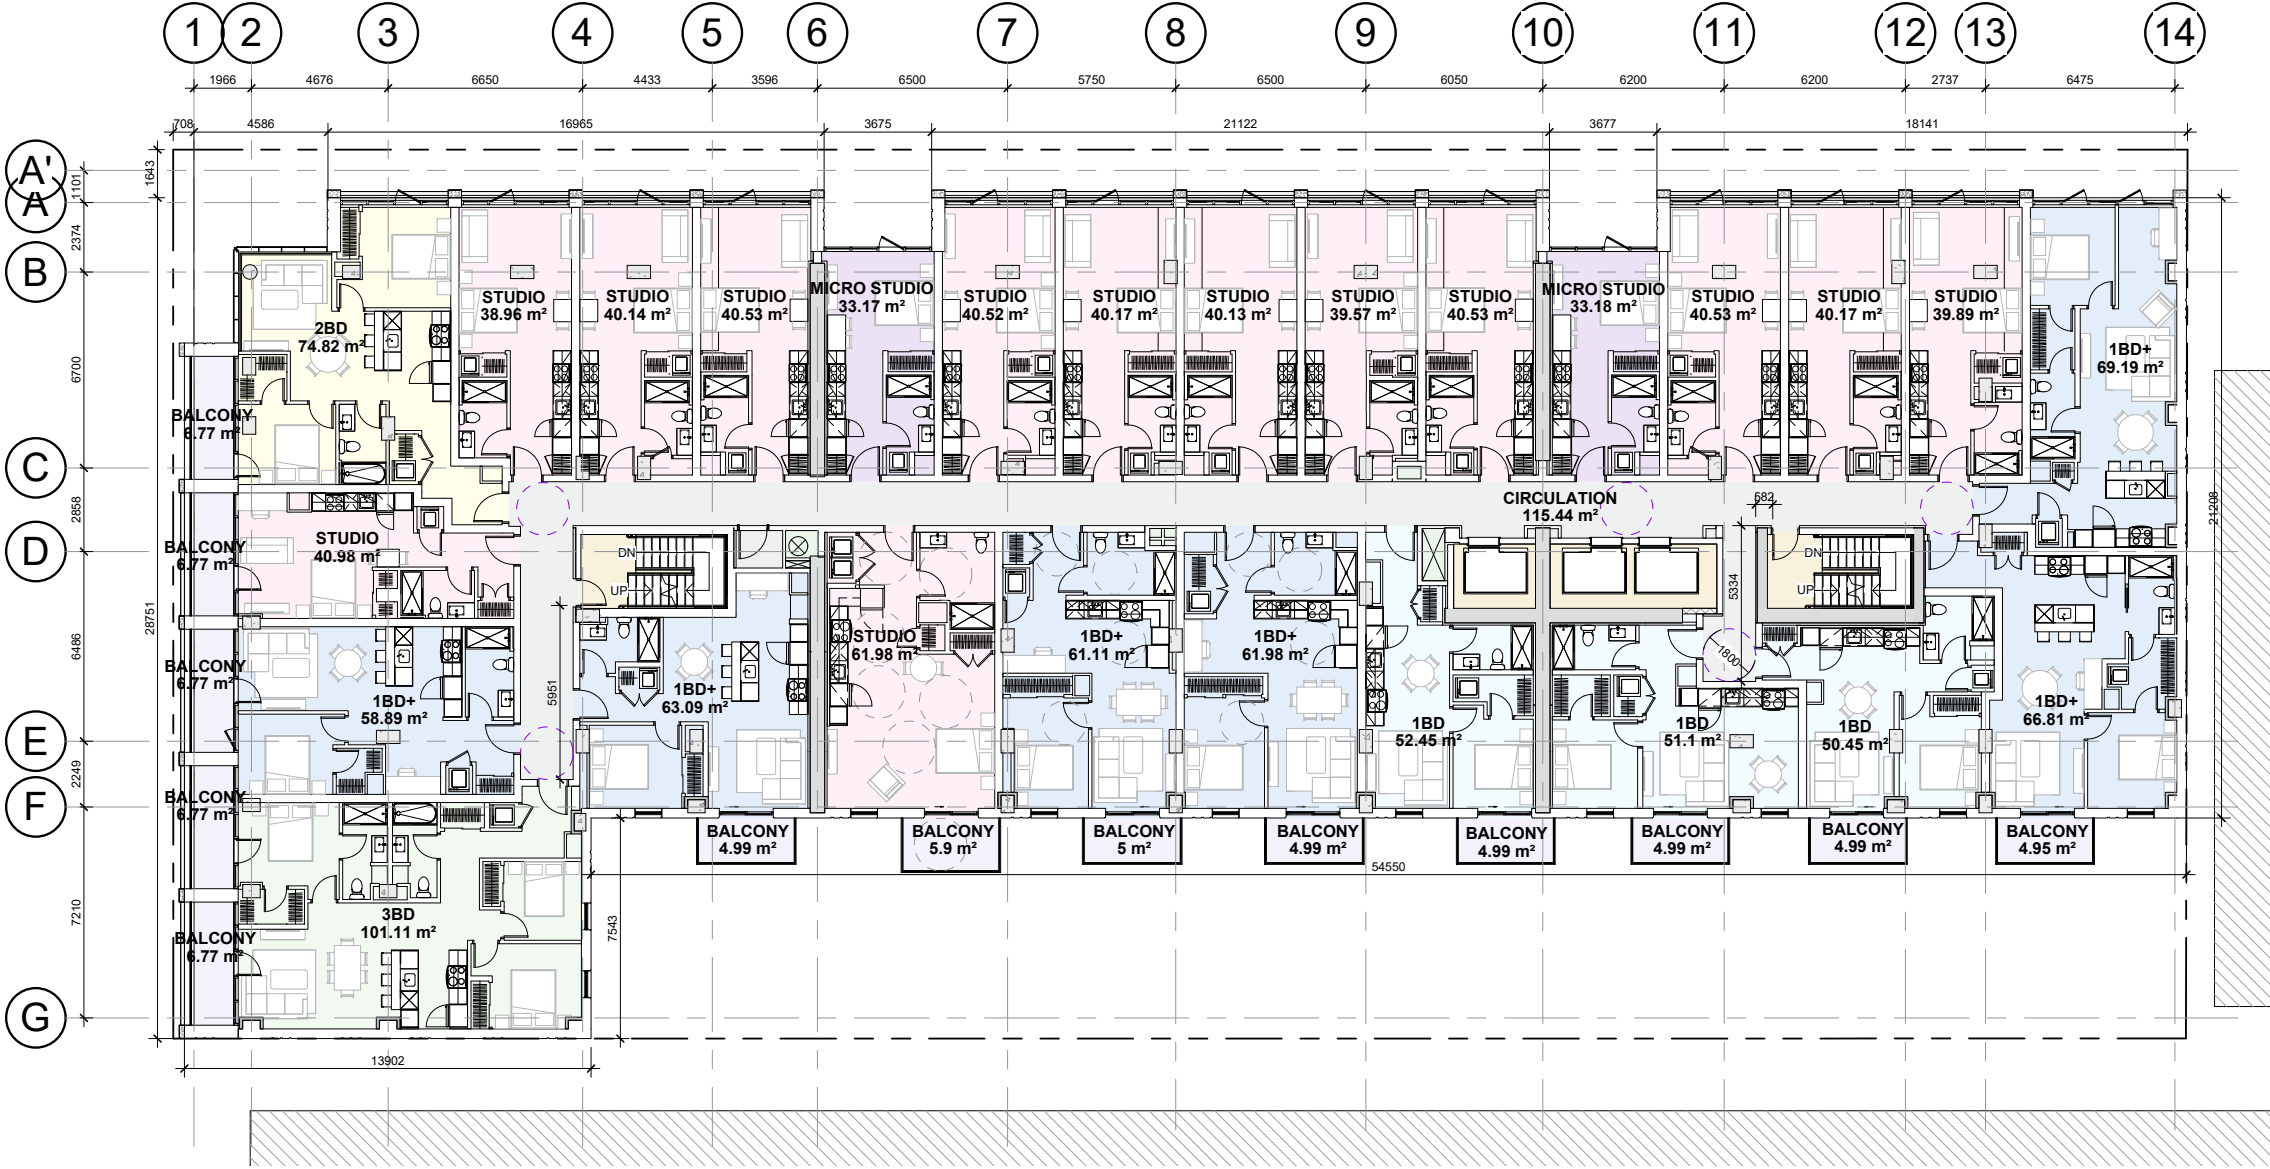 1 2 3 4 5 6 7 8 9 10 11 12 13 14
1966 4676 6650 4433 3596 6500 5750 6500 6050 6200 6200 2737 6475
708 4586 16965 3675 21122 3677 18141
A'
A
B
C
D
E
F
G
1101
2374
6700
2858
6486
2249
7210
1643
28751
21208
2BD
74.82 m²
STUDIO
38.96 m²
STUDIO
40.14 m²
STUDIO
40.53 m²
MICRO STUDIO
33.17 m²
STUDIO
40.52 m²
STUDIO
40.17 m²
STUDIO
40.13 m²
STUDIO
39.57 m²
STUDIO
40.53 m²
MICRO STUDIO
33.18 m²
STUDIO
40.53 m²
STUDIO
40.17 m²
STUDIO
39.89 m²
1BD+
69.19 m²
BALCONY
6.77 m²
CIRCULATION
115.44 m²
582
BALCONY
6.77 m²
STUDIO
40.98 m²
DN
UP
DN
UP
5334
1800
BALCONY
6.77 m²
1BD+
58.89 m²
5951
1BD+
63.09 m²
STUDIO
61.98 m²
1BD+
61.11 m²
1BD+
61.98 m²
1BD
52.45 m²
1BD
51.1 m²
1BD
50.45 m²
1BD+
66.81 m²
BALCONY
6.77 m²
BALCONY
4.99 m²
BALCONY
5.9 m²
BALCONY
5 m²
BALCONY
4.99 m²
BALCONY
4.99 m²
BALCONY
4.99 m²
BALCONY
4.99 m²
BALCONY
4.95 m²
54550
3BD
101.11 m²
BALCONY
6.77 m²
7543
13902